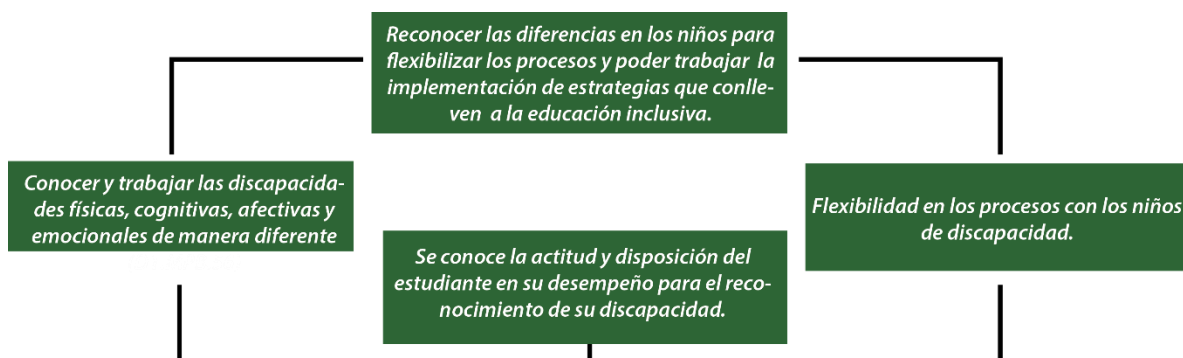 Reconocer las diferencias en los niños para
flexibilizar los procesos y poder trabajar la
implementación de estrategias que conlle-
ven a la educación inclusiva.
Conocer y trabajar las discapacida-
des físicas, cognitivas, afectivas y
emocionales de manera diferente
Flexibilidad en los procesos con los niños
de discapacidad.
Se conoce la actitud y disposición del
estudiante en su desempeño para el reco-
nocimiento de su discapacidad.